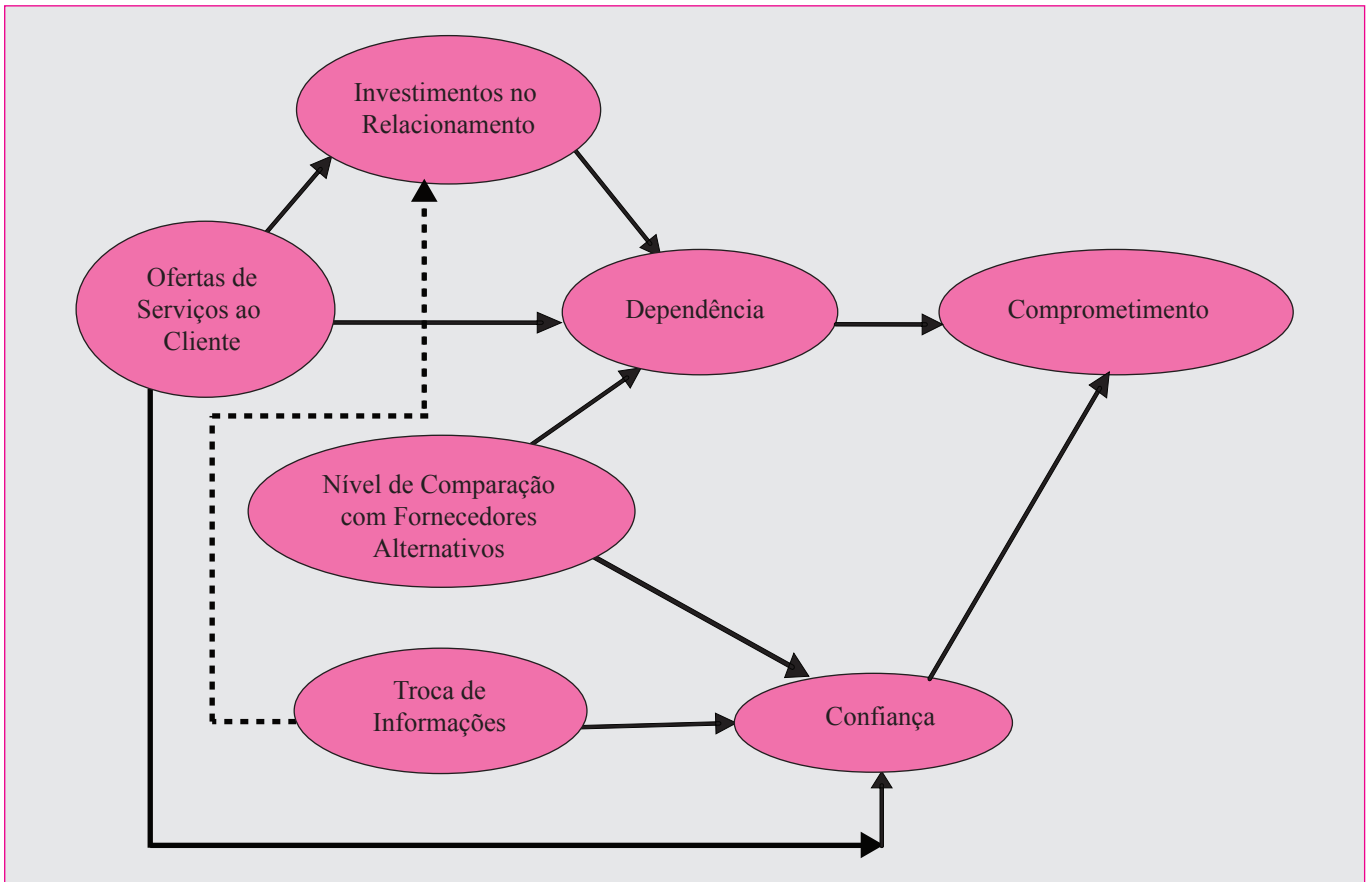 Investimentos no
Relacionamento
Ofertas de
Serviços ao
Cliente
Dependência
Comprometimento
Nível de Comparação
com Fornecedores
Alternativos
Troca de
Informações
Confiança